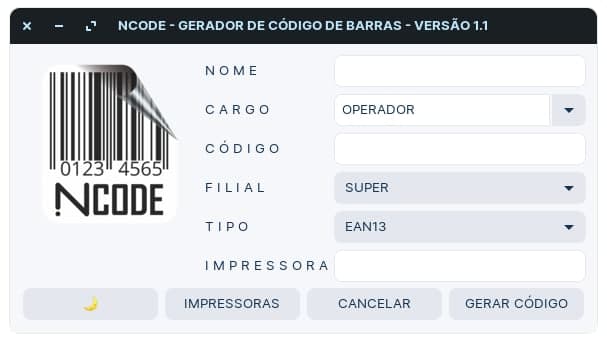 NCODE - GERADOR DE CÓDIGO DE BARRAS - VERSÃO 1.1
NOME
CARGO OPERADOR
CÓDIGO
FILIAL SUPER
TIPO EAN13
IMPRESSORA
0123 4565
NCODE
IMPRESSORAS CANCELAR GERAR CÓDIGO